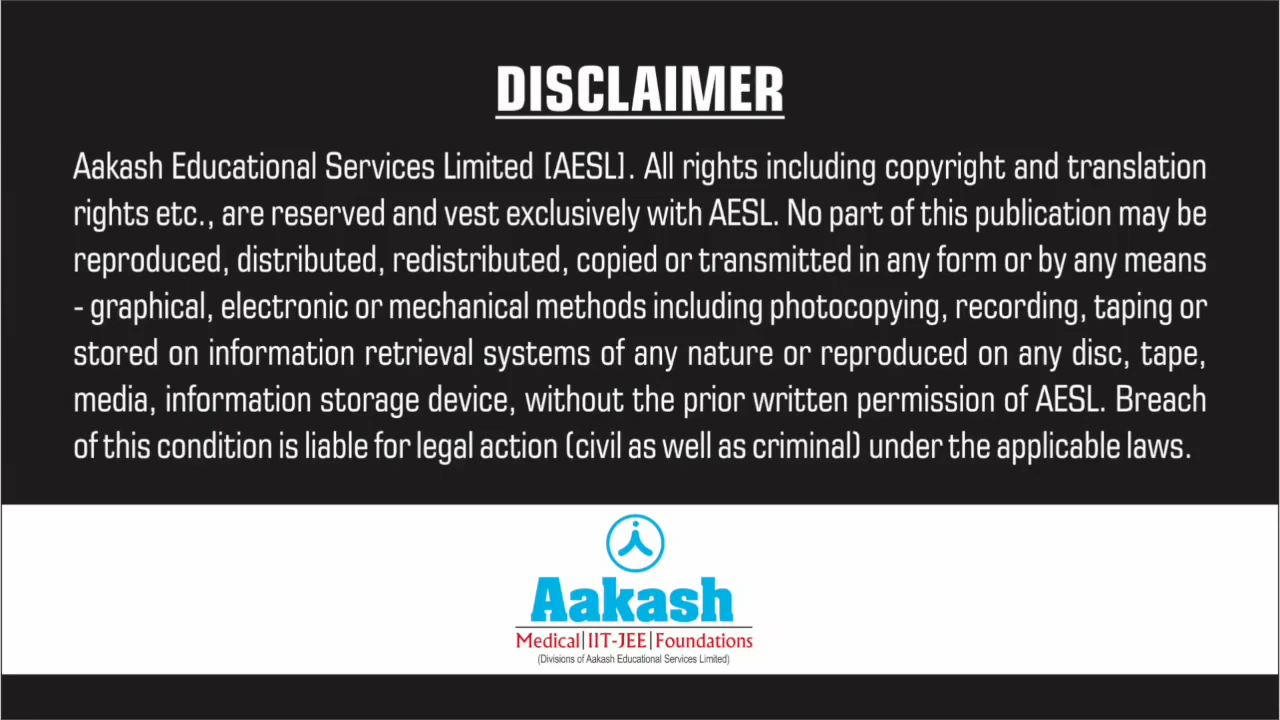 DISCLAIMER
Aakash Educational Services Limited [AESL]. All rights including copyright and translation
rights etc., are reserved and vest exclusively with AESL. No part of this publication may be
reproduced, distributed, redistributed, copied or transmitted in any form or by any means
- graphical, electronic or mechanical methods including photocopying, recording, taping or
stored on information retrieval systems of any nature or reproduced on any disc, tape,
media, information storage device, without the prior written permission of AESL. Breach
of this condition is liable for legal action (civil as well as criminal) under the applicable laws.
Aakash
Medical|IIT-JEE|Foundations
(Divisions of Aakash Educational Services Limited)